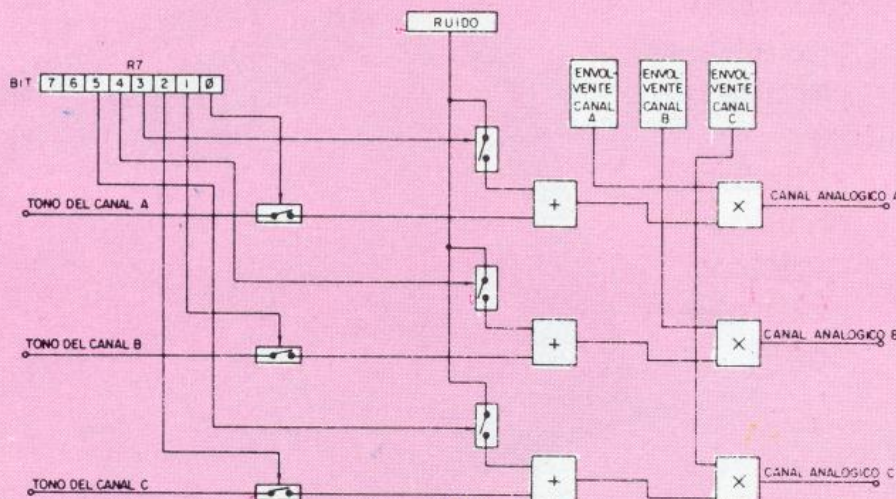 RUIDO
R7
BIT 7 6 5 4 3 2 1 0
ENVOL-
VENTE
CANAL
A
ENVOL-
VENTE
CANAL
B
ENVOL-
VENTE
CANAL
C
TONO DEL CANAL A
+
×
CANAL ANALOGICO A
TONO DEL CANAL B
+
×
CANAL ANALOGICO B
TONO DEL CANAL C
+
×
CANAL ANALOGICO C